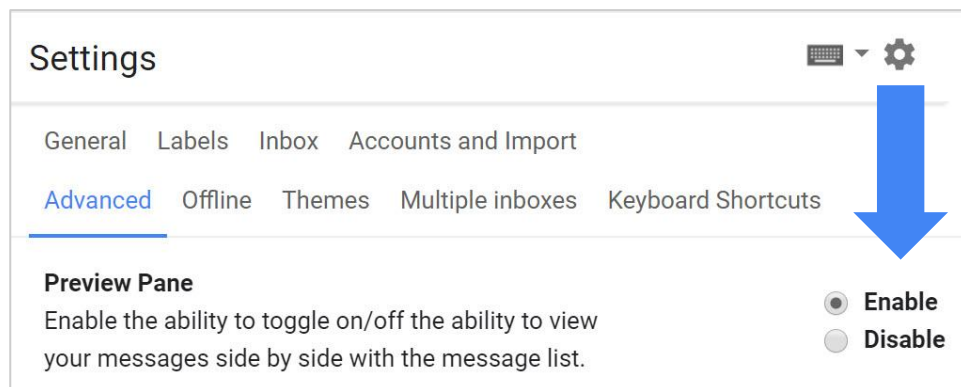 Settings
General Labels Inbox Accounts and Import
Advanced Offline Themes Multiple inboxes Keyboard Shortcuts
Preview Pane
Enable the ability to toggle on/off the ability to view
your messages side by side with the message list.
Enable
Disable